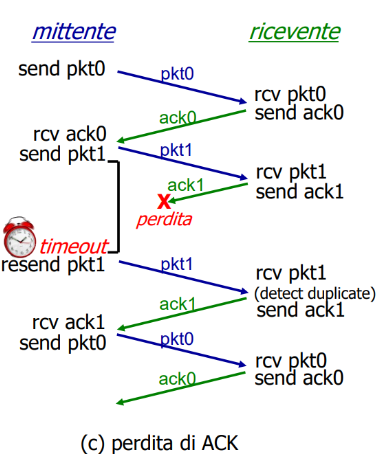 mittente
ricevente
send pkt0
pkt0
rcv pkt0
send ack0
ack0
rcv ack0
send pkt1
pkt1
rcv pkt1
send ack1
ack1
X
perdita
timeout
resend pkt1
pkt1
rcv pkt1
(detect duplicate)
send ack1
ack1
rcv ack1
send pkt0
pkt0
rcv pkt0
send ack0
ack0
(c) perdita di ACK